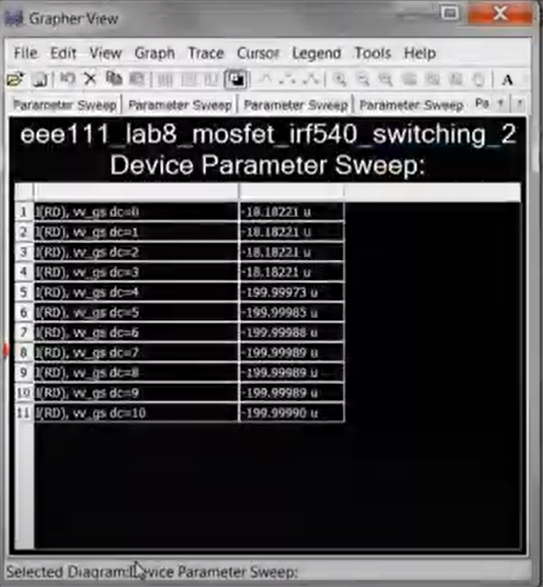 Grapher View
File Edit View Graph Trace Cursor Legend Tools Help
A
Parameter Sweep Parameter Sweep Parameter Sweep Parameter Sweep Pa
eee111_lab8_mosfet_irf540_switching_2
Device Parameter Sweep:
1 I(RD), vv_gs dc=0 -18.18221 u
2 I(RD), vv_gs dc=1 -18.18221 u
3 I(RD), vv_gs dc=2 -18.18221 u
4 I(RD), vv_gs dc=3 -18.18221 u
5 I(RD), vv_gs dc=4 -199.99973 u
6 I(RD), vv_gs dc=5 -199.99985 u
7 I(RD), vv_gs dc=6 -199.99988 u
8 I(RD), vv_gs dc=7 -199.99989 u
9 I(RD), vv_gs dc=8 -199.99989 u
10 I(RD), vv_gs dc=9 -199.99989 u
11 I(RD), vv_gs dc=10 -199.99990 u
Selected Diagram:Device Parameter Sweep: